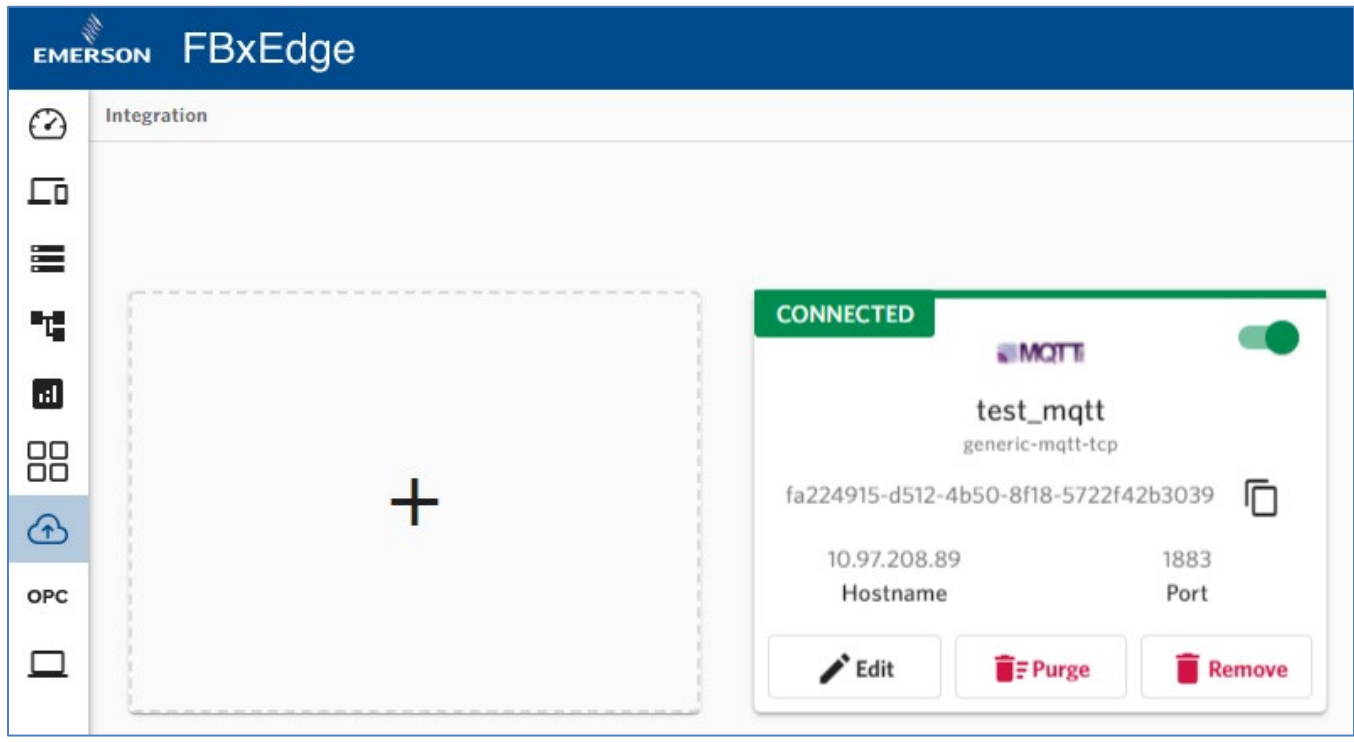 EMERSON FBxEdge
Integration
CONNECTED
MQTT
test_mqtt
generic-mqtt-tcp
fa224915-d512-4b50-8f18-5722f42b3039
10.97.208.89 1883
Hostname Port
OPC
Edit Purge Remove